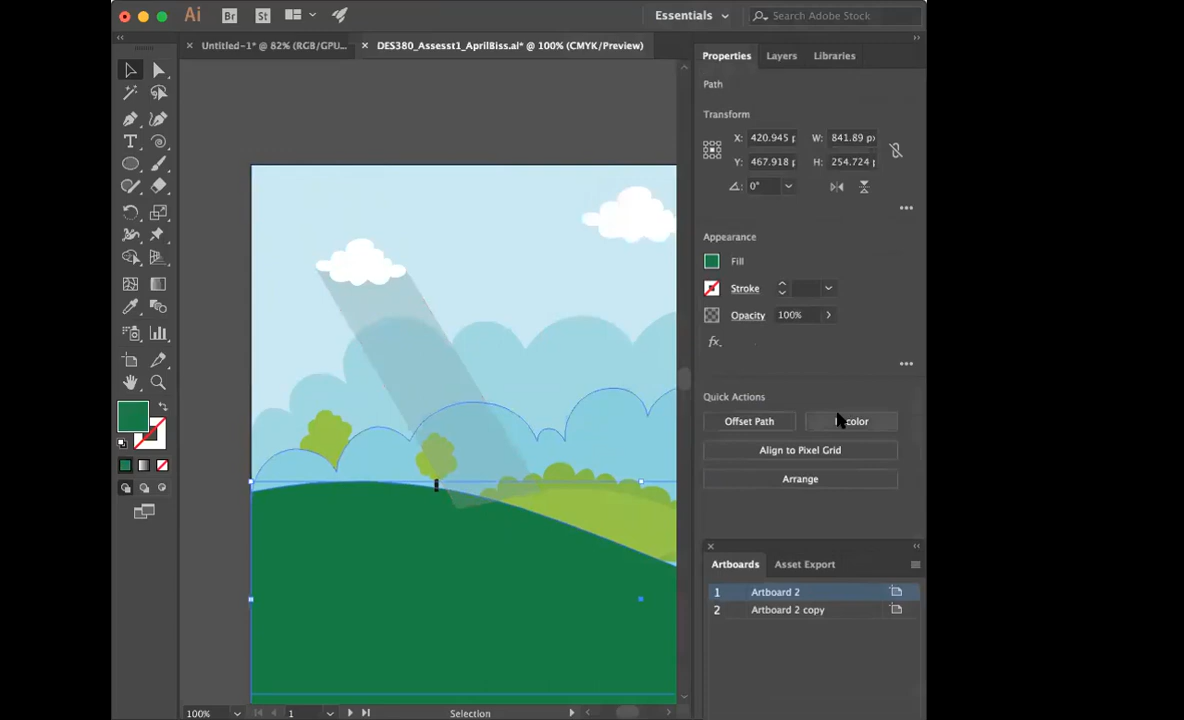 Ai Br St Essentials Search Adobe Stock
Untitled-1* @ 82% (RGB/GPU... DES380_Assesst1_AprilBiss.ai* @ 100% (CMYK/Preview) Properties Layers Libraries
Path
Transform
X: 420.945 p W: 841.89 px
Y: 467.918 p H: 254.724 p
0°
Appearance
Fill
Stroke
Opacity 100%
fx.
Quick Actions
Offset Path color
Align to Pixel Grid
Arrange
Artboards Asset Export
1 Artboard 2
2 Artboard 2 copy
100% 1 Selection